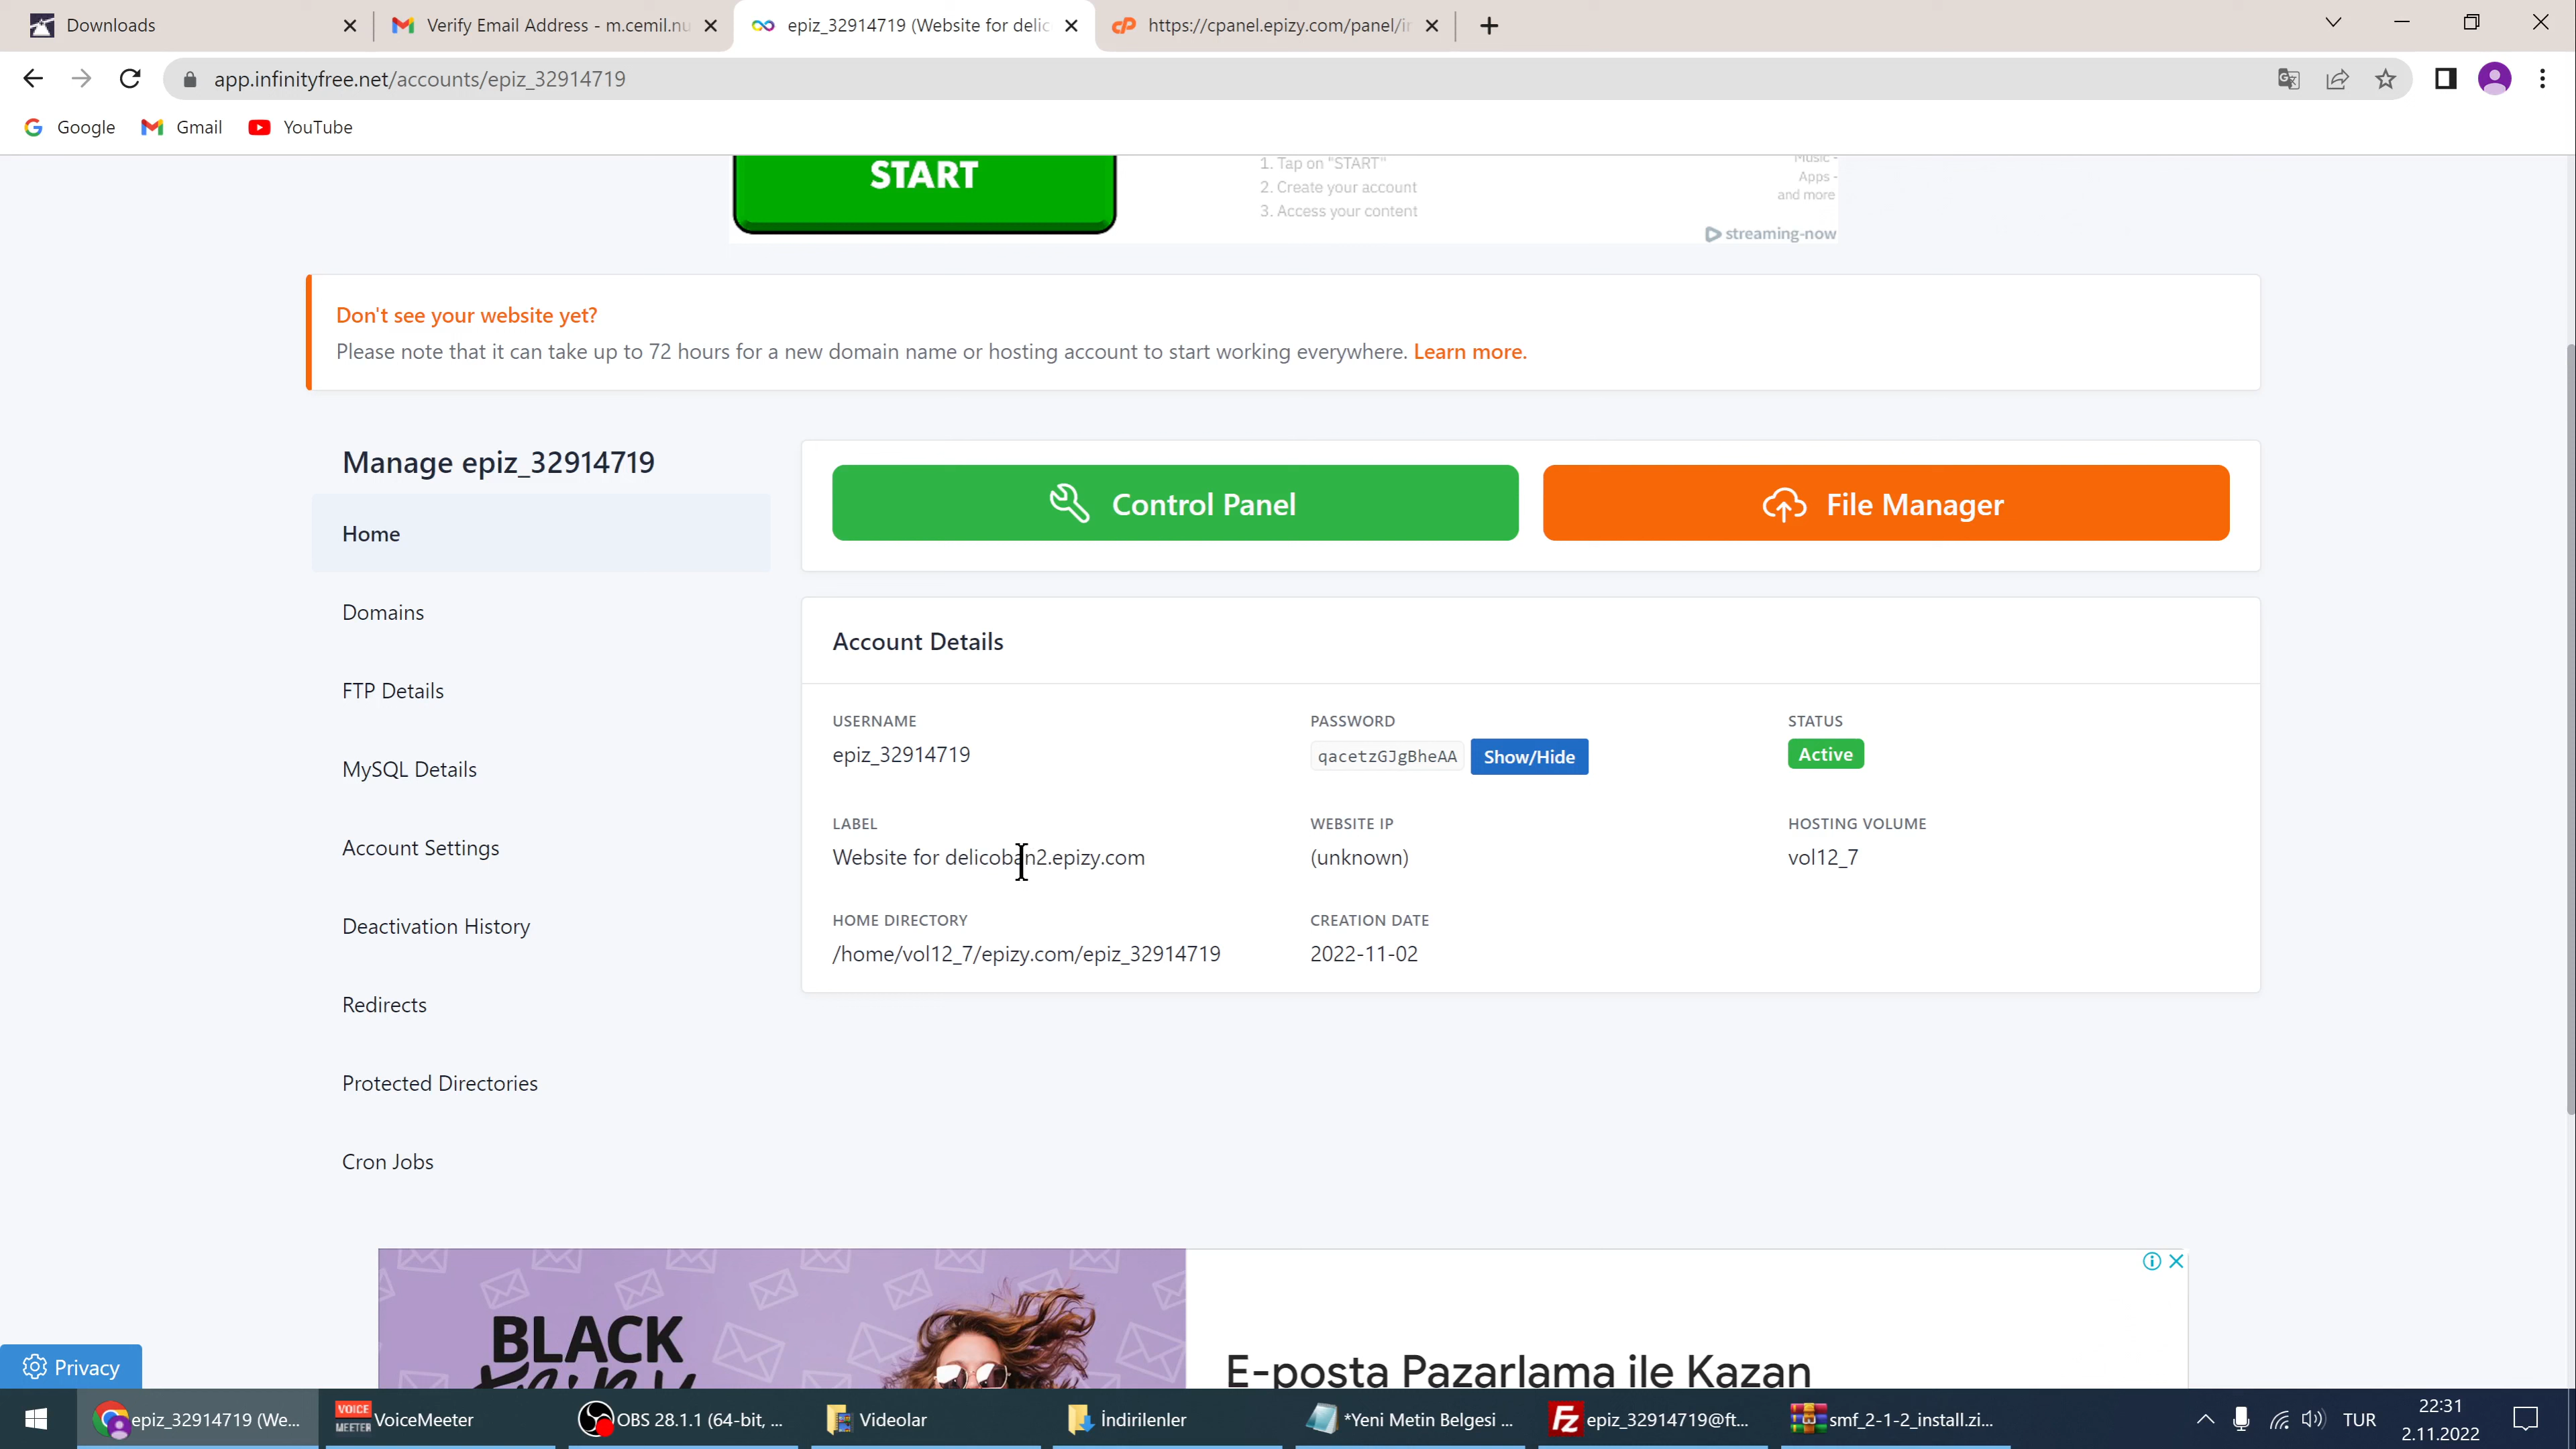 Downloads
Verify Email Address - m.cemil.nu
epiz_32914719 (Website for delic
https://cpanel.epizy.com/panel/in
app.infinityfree.net/accounts/epiz_32914719
Google
Gmail
YouTube
START
1. Tap on "START"
2. Create your account
3. Access your content
Music -
Apps -
and more
streaming-now
Don't see your website yet?
Please note that it can take up to 72 hours for a new domain name or hosting account to start working everywhere. Learn more.
Manage epiz_32914719
Home
Domains
FTP Details
MySQL Details
Account Settings
Deactivation History
Redirects
Protected Directories
Cron Jobs
Control Panel
File Manager
Account Details
USERNAME
epiz_32914719
PASSWORD
qacetzGJgBheAA
Show/Hide
STATUS
Active
LABEL
Website for delicoban2.epizy.com
WEBSITE IP
(unknown)
HOSTING VOLUME
vol12_7
HOME DIRECTORY
/home/vol12_7/epizy.com/epiz_32914719
CREATION DATE
2022-11-02
BLACK
E-posta Pazarlama ile Kazan
Privacy
epiz_32914719 (We...
VOICE
MEETER
VoiceMeeter
OBS 28.1.1 (64-bit, ...
Videolar
İndirilenler
*Yeni Metin Belgesi ...
epiz_32914719@ft...
smf_2-1-2_install.zi...
TUR
22:31
2.11.2022